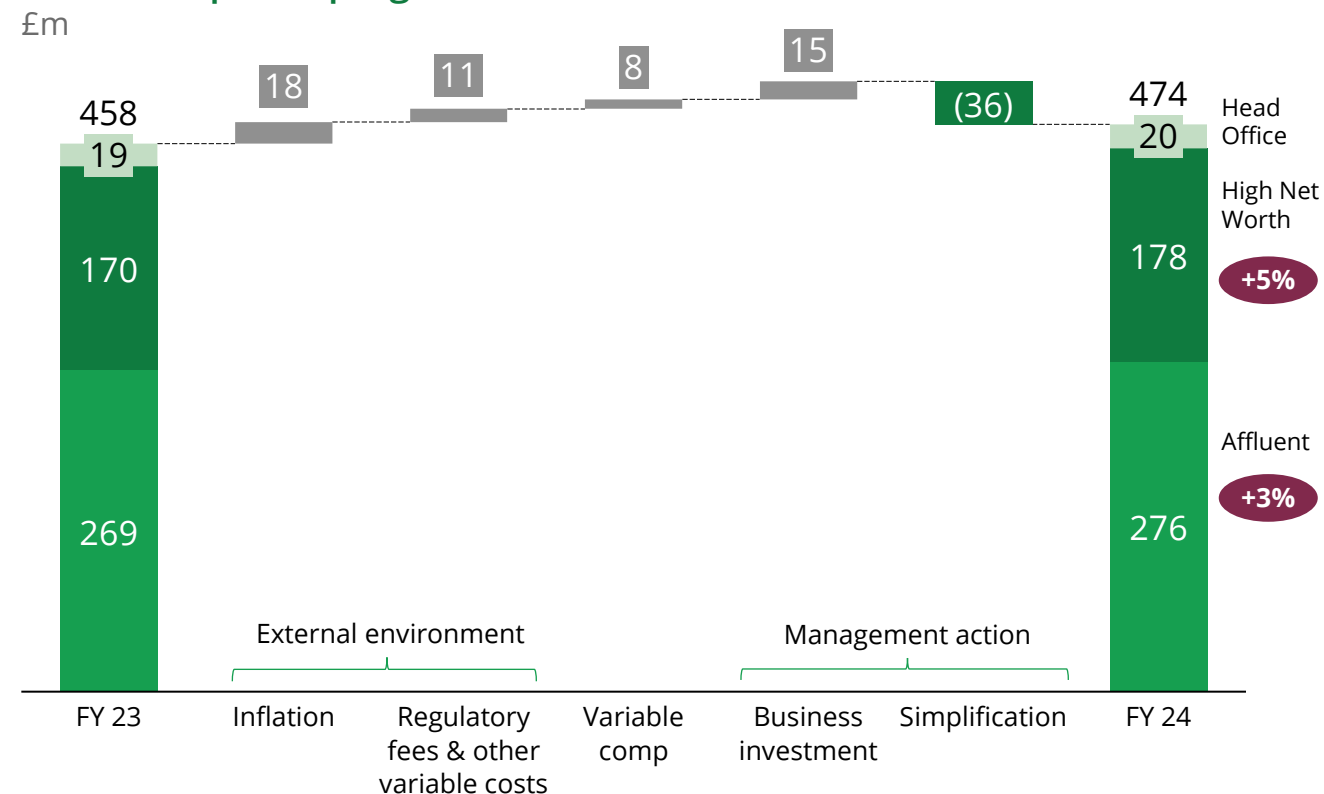 £m
458
19
170
269
18
11
8
15
(36)
474
20
178
276
Head
Office
High Net
Worth
+5%
Affluent
+3%
External environment
Management action
FY 23
Inflation
Regulatory
fees & other
variable costs
Variable
comp
Business
investment
Simplification
FY 24